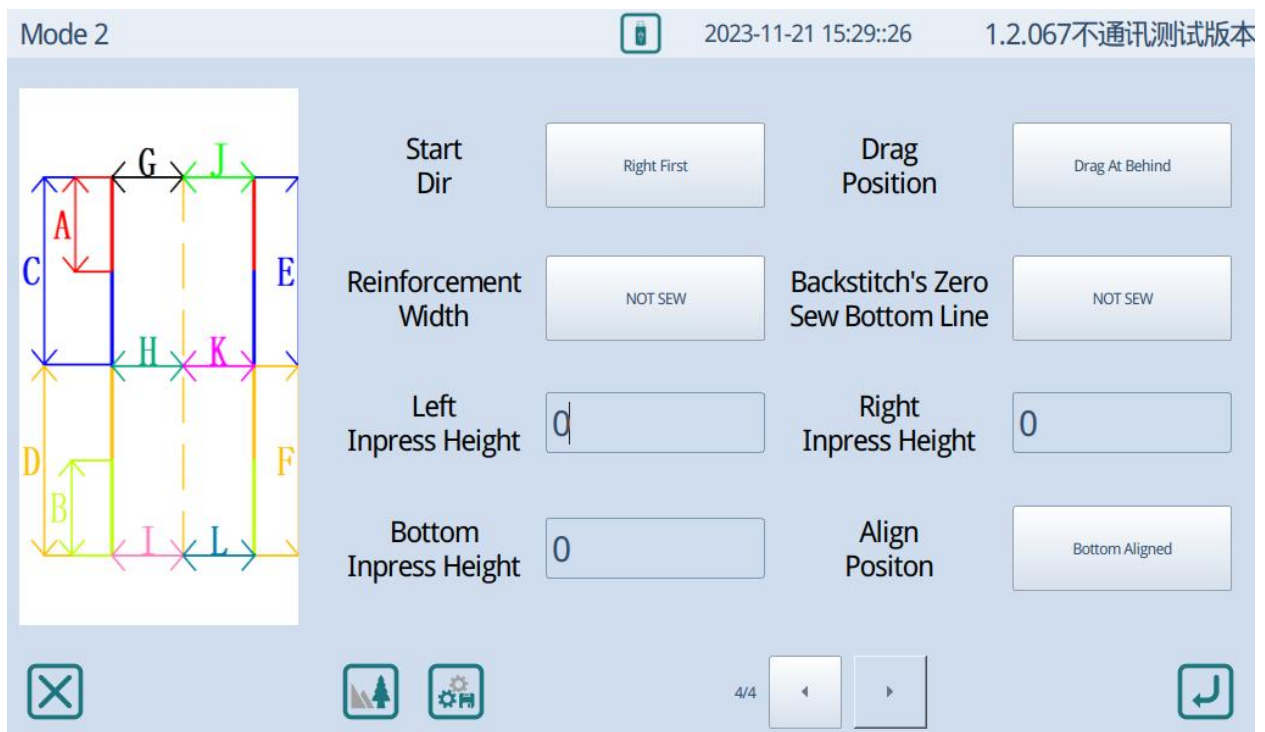 Mode 2
2023-11-21 15:29::26
1.2.067不通讯测试版本
G
J
A
C
E
H
K
D
F
B
I
L
Start
Dir
Right First
Drag
Position
Drag At Behind
Reinforcement
Width
NOT SEW
Backstitch's Zero
Sew Bottom Line
NOT SEW
Left
Inpress Height
0
Right
Inpress Height
0
Bottom
Inpress Height
0
Align
Positon
Bottom Aligned
4/4